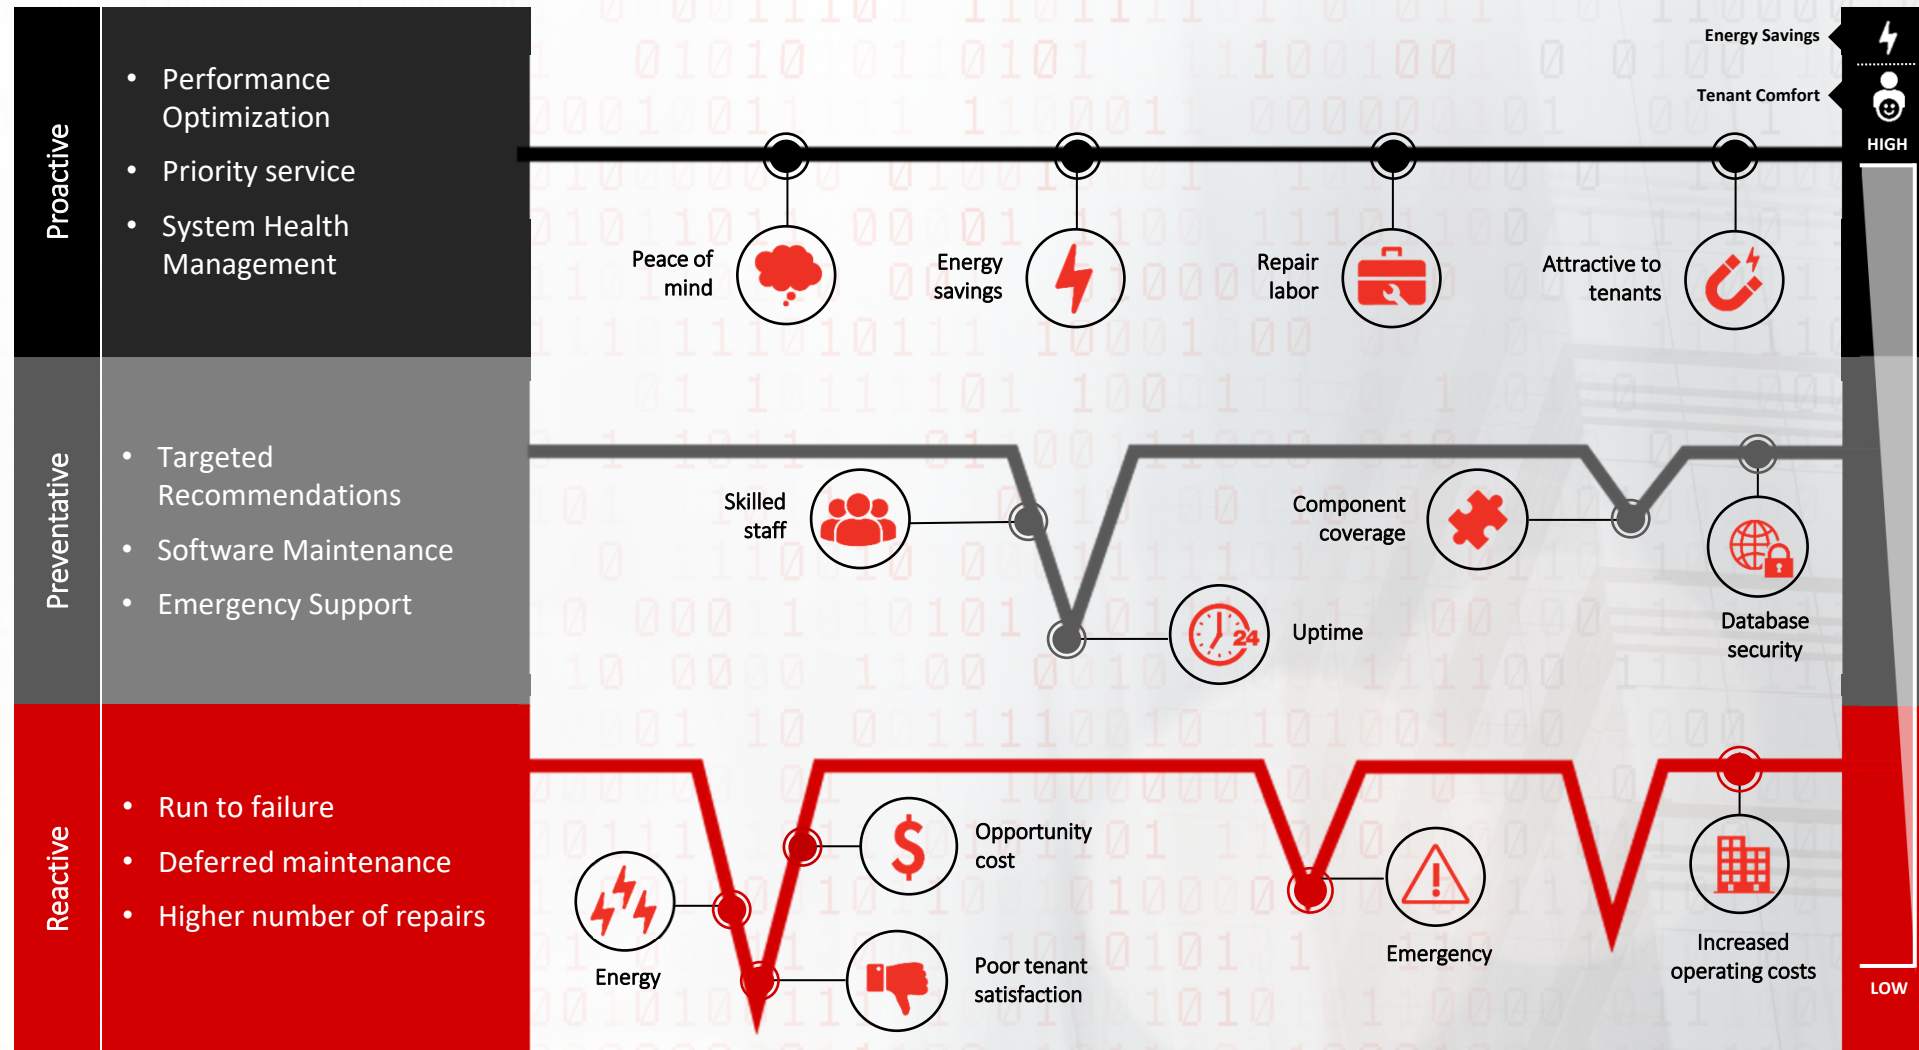 Proactive
• Performance
Optimization
• Priority service
• System Health
Management
Peace of
mind
Energy
savings
Repair
labor
Attractive to
tenants
Energy Savings
Tenant Comfort
HIGH
Preventative
• Targeted
Recommendations
• Software Maintenance
• Emergency Support
Skilled
staff
24
Uptime
Component
coverage
Database
security
Reactive
• Run to failure
• Deferred maintenance
• Higher number of repairs
Energy
$
Opportunity
cost
Poor tenant
satisfaction
Emergency
Increased
operating costs
LOW